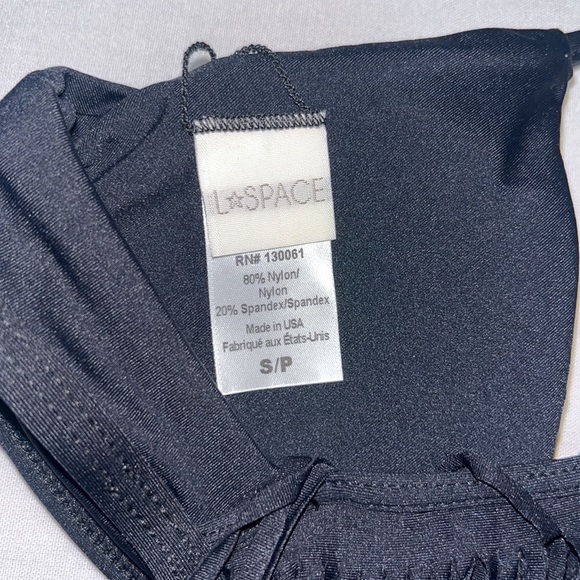 L☆SPACE
RN# 130061
80% Nylon/
Nylon
20% Spandex/Spandex
Made in USA
Fabriqué aux États-Unis
S/P